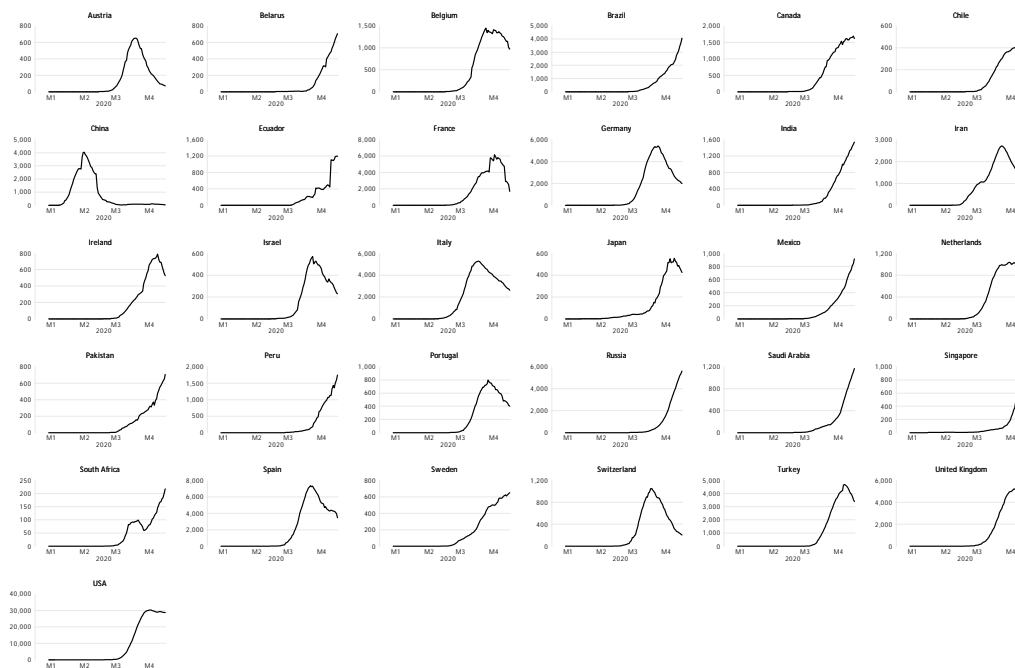 Austria
800
600
400
200
0
M1 M2 M3 M4
2020
Belarus
800
600
400
200
0
M1 M2 M3 M4
2020
Belgium
1,500
1,000
500
0
M1 M2 M3 M4
2020
Brazil
5,000
4,000
3,000
2,000
1,000
0
M1 M2 M3 M4
2020
Canada
2,000
1,500
1,000
500
0
M1 M2 M3 M4
2020
Chile
600
400
200
0
M1 M2 M3 M4
2020
China
5,000
4,000
3,000
2,000
1,000
0
M1 M2 M3 M4
2020
Ecuador
1,600
1,200
800
400
0
M1 M2 M3 M4
2020
France
8,000
6,000
4,000
2,000
0
M1 M2 M3 M4
2020
Germany
6,000
4,000
2,000
0
M1 M2 M3 M4
2020
India
1,600
1,200
800
400
0
M1 M2 M3 M4
2020
Iran
3,000
2,000
1,000
0
M1 M2 M3 M4
2020
Ireland
800
600
400
200
0
M1 M2 M3 M4
2020
Israel
600
400
200
0
M1 M2 M3 M4
2020
Italy
6,000
4,000
2,000
0
M1 M2 M3 M4
2020
Japan
600
400
200
0
M1 M2 M3 M4
2020
Mexico
1,000
800
600
400
200
0
M1 M2 M3 M4
2020
Netherlands
1,200
800
400
0
M1 M2 M3 M4
2020
Pakistan
800
600
400
200
0
M1 M2 M3 M4
2020
Peru
2,000
1,500
1,000
500
0
M1 M2 M3 M4
2020
Portugal
1,000
800
600
400
200
0
M1 M2 M3 M4
2020
Russia
6,000
4,000
2,000
0
M1 M2 M3 M4
2020
Saudi Arabia
1,200
800
400
0
M1 M2 M3 M4
2020
Singapore
1,000
800
600
400
200
0
M1 M2 M3 M4
2020
South Africa
250
200
150
100
50
0
M1 M2 M3 M4
2020
Spain
8,000
6,000
4,000
2,000
0
M1 M2 M3 M4
2020
Sweden
800
600
400
200
0
M1 M2 M3 M4
2020
Switzerland
1,200
800
400
0
M1 M2 M3 M4
2020
Turkey
5,000
4,000
3,000
2,000
1,000
0
M1 M2 M3 M4
2020
United Kingdom
6,000
4,000
2,000
0
M1 M2 M3 M4
2020
USA
40,000
30,000
20,000
10,000
0
M1 M2 M3 M4